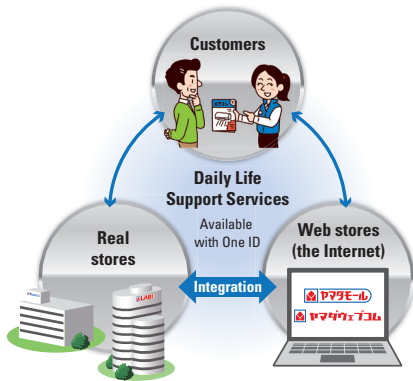 Customers
Daily Life
Support Services
Available
with One ID
Real
stores
Web stores
(the Internet)
Integration
LABI
ヤマダモール
ヤマダウェブコム